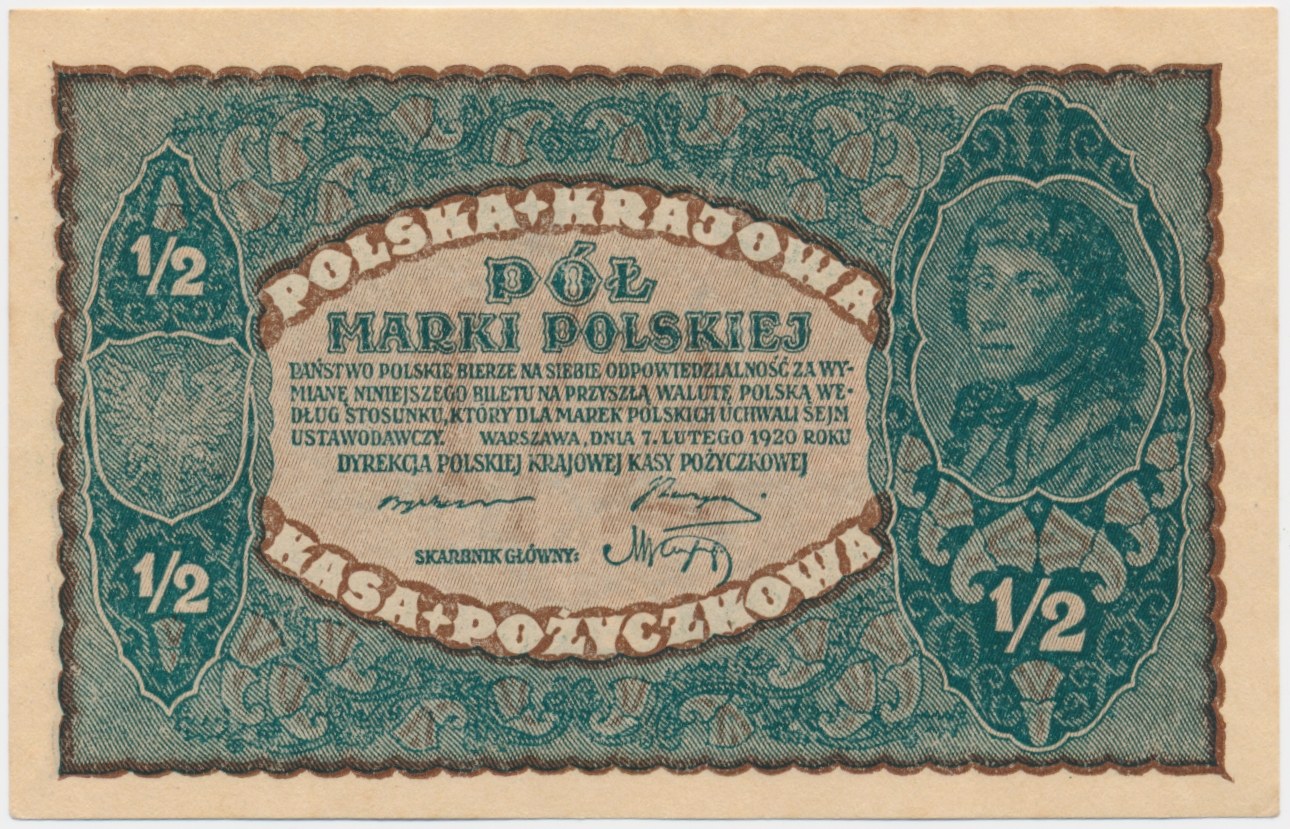 POLSKA+KRAJOWA
PÓŁ
MARKI POLSKIEJ
PAŃSTWO POLSKIE BIERZE NA SIEBIE ODPOWIEDZIALNOŚĆ ZA WY-
MIANĘ NINIEJSZEGO BILETU NA PRZYSZŁĄ WALUTĘ POLSKĄ WE-
DŁUG STOSUNKU, KTÓRY DLA MAREK POLSKICH UCHWALI SEJM
USTAWODAWCZY. WARSZAWA, DNIA 7. LUTEGO 1920 ROKU
DYREKCJA POLSKIEJ KRAJOWEJ KASY POŻYCZKOWEJ
SKARBNIK GŁÓWNY:
KASA+POŻYCZKOWA
1/2
1/2
1/2